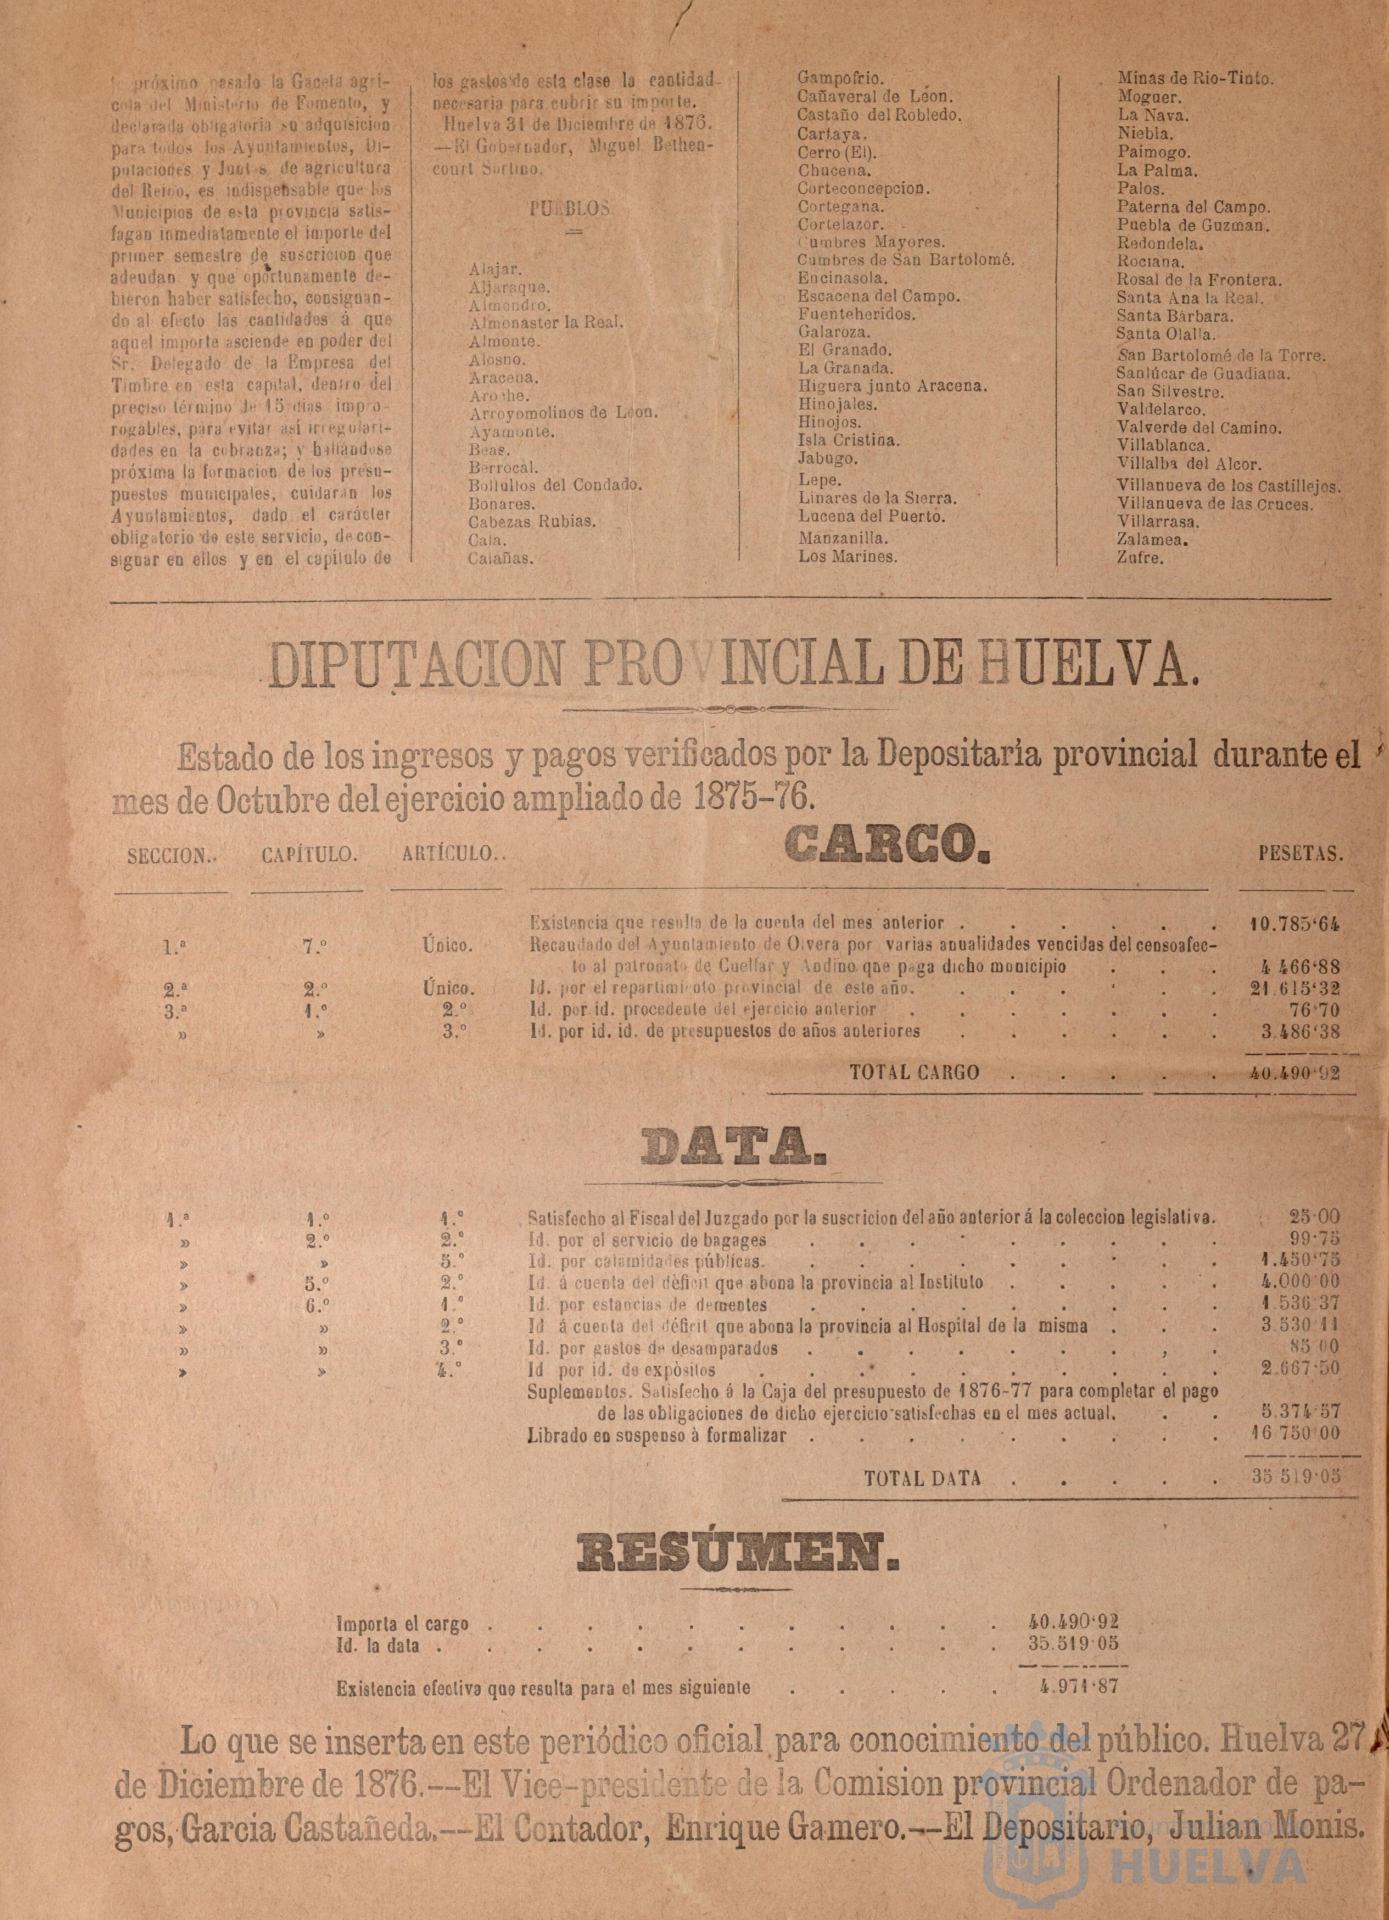 próximo pasado la Gaceta agrí-
cola del Ministerio de Fomento, y
declarada obligatoria su adquisicion
para todos los Ayuntamientos, Di-
putaciones y Juntas de agricultura
del Reino, es indispensable que los
Municipios de esta provincia satis-
fagan inmediatamente el importe del
primer semestre de suscricion que
adeudan y que oportunamente de-
bieron haber satisfecho, consignan-
do al efecto las cantidades á que
aquel importe asciende en poder del
Sr. Delegado de la Empresa del
Timbre en esta capital, dentro del
preciso término de 15 dias impro-
rogables, para evitar así irregulari-
dades en la cobranza; y hallándose
próxima la formacion de los presu-
puestos municipales, cuidarán los
Ayuntamientos, dado el carácter
obligatorio de este servicio, de con-
signar en ellos y en el capítulo de
los gastos de esta clase la cantidad
necesaria para cubrir su importe.
Huelva 31 de Diciembre de 1876.
—El Gobernador, Miguel Bethen-
court Sortino.
PUEBLOS.
Alajar.
Aljaraque.
Almendro.
Almonaster la Real.
Almonte.
Alosno.
Aracena.
Aroche.
Arroyomolinos de Léon.
Ayamonte.
Beas.
Berrocal.
Bollullos del Condado.
Bonares.
Cabezas Rubias.
Cala.
Calañas.
Gampofrio.
Cañaveral de Léon.
Castaño del Robledo.
Cartaya.
Cerro (El).
Chucena.
Corteconcepcion.
Cortegana.
Cortelazor.
Cumbres Mayores.
Cumbres de San Bartolomé.
Encinasola.
Escacena del Campo.
Fuenteheridos.
Galaroza.
El Granado.
La Granada.
Higuera junto Aracena.
Hinojales.
Hinojos.
Isla Cristina.
Jabugo.
Lepe.
Linares de la Sierra.
Lucena del Puerto.
Manzanilla.
Los Marines.
Minas de Rio-Tinto.
Moguer.
La Nava.
Niebla.
Paimogo.
La Palma.
Palos.
Paterna del Campo.
Puebla de Guzman.
Redondela.
Rociana.
Rosal de la Frontera.
Santa Ana la Real.
Santa Bárbara.
Santa Olalla.
San Bartolomé de la Torre.
Sanlúcar de Guadiana.
San Silvestre.
Valdelarco.
Valverde del Camino.
Villablanca.
Villalba del Alcor.
Villanueva de los Castillejos.
Villanueva de las Cruces.
Villarrasa.
Zalamea.
Zufre.
DIPUTACION PROVINCIAL DE HUELVA.
Estado de los ingresos y pagos verificados por la Depositaría provincial durante el
mes de Octubre del ejercicio ampliado de 1875-76.
CARGO.
SECCION.. CAPÍTULO. ARTÍCULO.. PESETAS.
Existencia que resulta de la cuenta del mes anterior . . . . . . 10.785‘64
1.ª 7.º Único. Recaudado del Ayuntamiento de Olvera por varias anualidades vencidas del censo afec-
to al patronato de Cuellar y Andino que paga dicho municipio . . . 4 466‘88
2.ª 2.º Único. Id. por el repartimiento provincial de este año. . . . . . . 21.615‘32
3.ª 1.º 2.º Id. por id. procedente del ejercicio anterior . . . . . . . 76‘70
» » 3.º Id. por id. id. de presupuestos de años anteriores . . . . . . 3.486‘38
TOTAL CARGO . . . . . 40.490‘92
DATA.
1.ª 1.º 1.º Satisfecho al Fiscal del Juzgado por la suscricion del año anterior á la coleccion legislativa. 25·00
» 2.º 2.º Id. por el servicio de bagages . . . . . . . . . 99·75
» » 5.º Id. por calamidades públicas. . . . . . . . . . 1.450‘75
» 5.º 2.º Id. á cuenta del déficit que abona la provincia al Instituto . . . . . 4.000 00
» 6.º 1.º Id. por estancias de dementes . . . . . . . . . 1.536 37
» » 2.º Id á cuenta del déficit que abona la provincia al Hospital de la misma . . . 3.530 11
» » 3.º Id. por gastos de desamparados . . . . . . . , . 85 00
» » 4.º Id por id. de expósitos . . . . . . . . . . 2.667·50
Suplementos. Satisfecho á la Caja del presupuesto de 1876-77 para completar el pago
de las obligaciones de dicho ejercicio satisfechas en el mes actual. . . 5.374·57
Librado en suspenso à formalizar . . . . . . . . . 16 750 00
TOTAL DATA . . . . . 35 519·05
RESÚMEN.
Importa el cargo . . . . . . . . . . . 40.490‘92
Id. la data . . . . . . . . . . . . 35.519·05
Existencia efectiva que resulta para el mes siguiente . . . . . 4.971‘87
Lo que se inserta en este periódico oficial para conocimiento del público. Huelva 27
de Diciembre de 1876.--El Vice-presidente de la Comision provincial Ordenador de pa-
gos, Garcia Castañeda.--El Contador, Enrique Gamero.--El Depositario, Julian Monis.
HUELVA